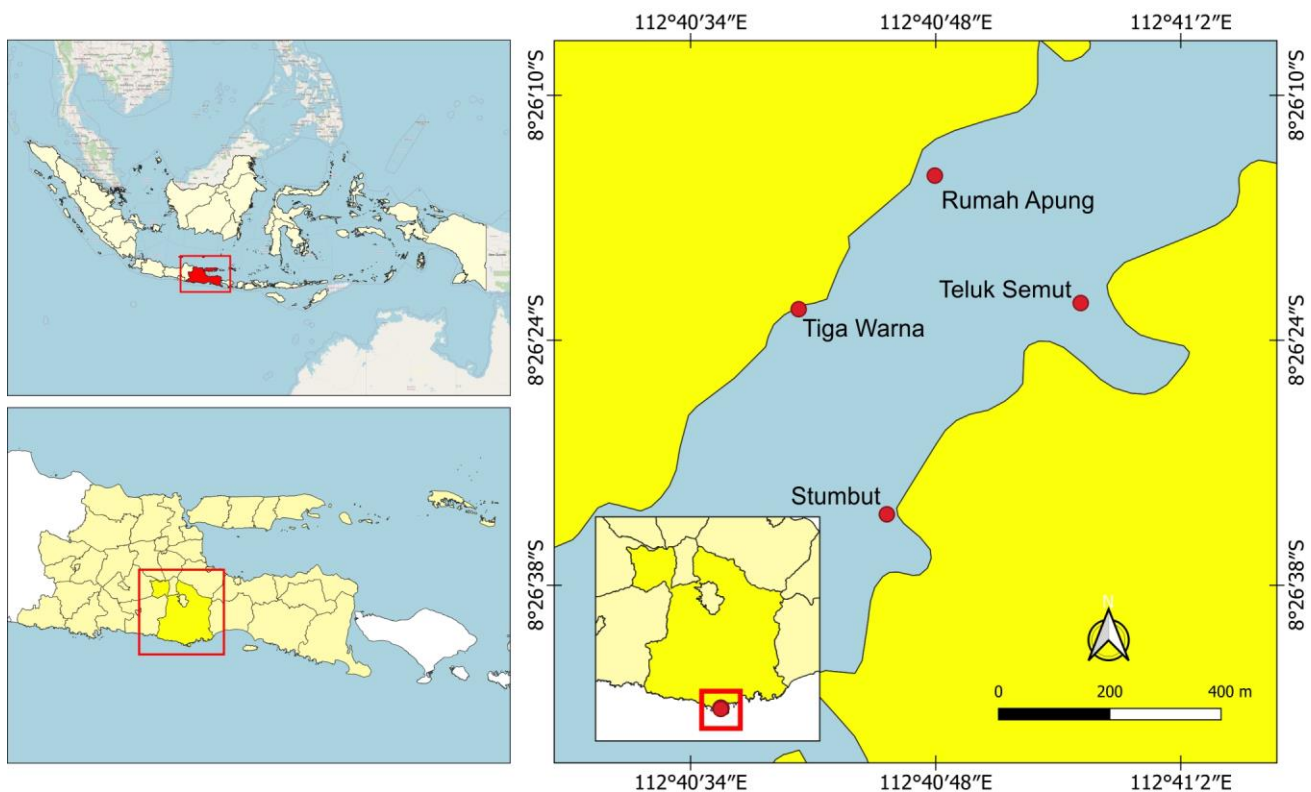 112°40′34″E 112°40′48″E 112°41′2″E
8°26′10″S
8°26′10″S
Rumah Apung
Teluk Semut
Tiga Warna
8°26′24″S
8°26′24″S
Stumbut
8°26′38″S
8°26′38″S
N
0 200 400 m
112°40′34″E 112°40′48″E 112°41′2″E